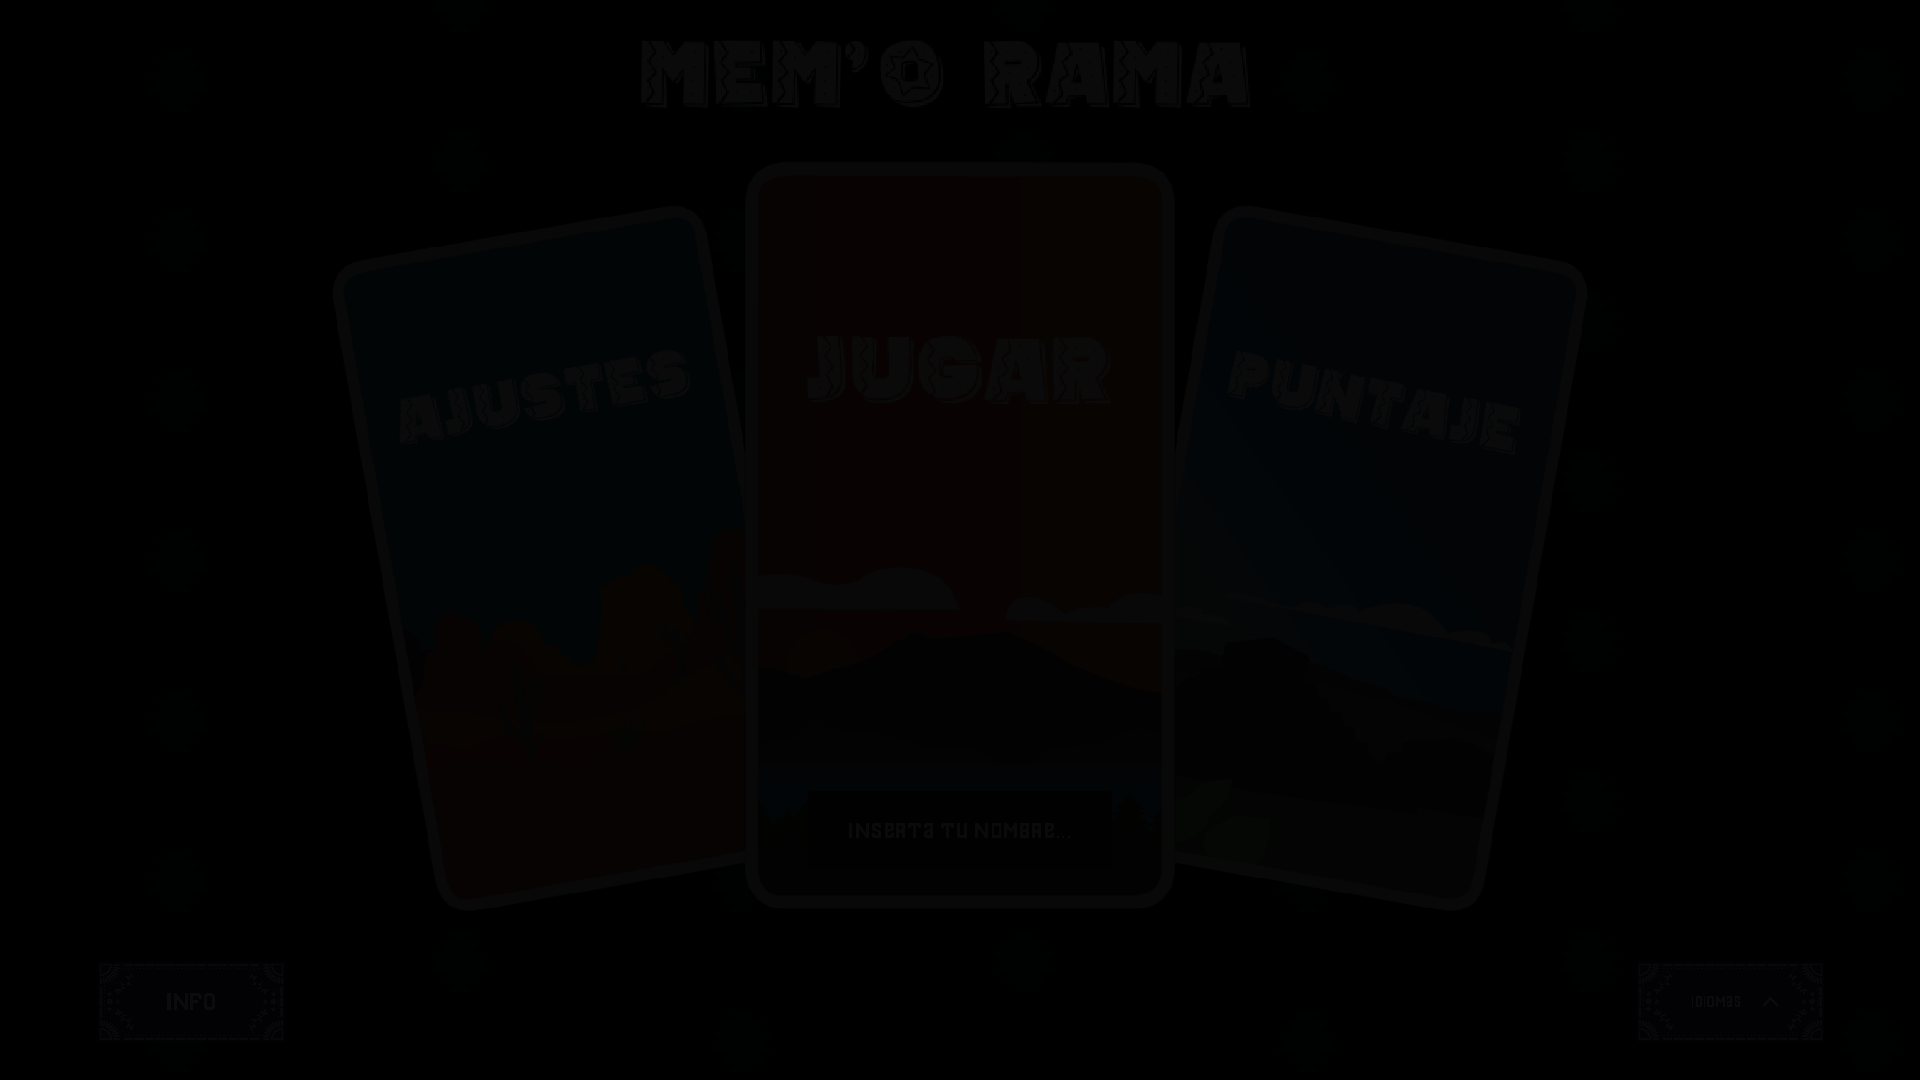 MEM'O RAMA
AJUSTES
JUGAR
PUNTAJE
INSERTA TU NOMBRE...
INFO
IDIOMAS